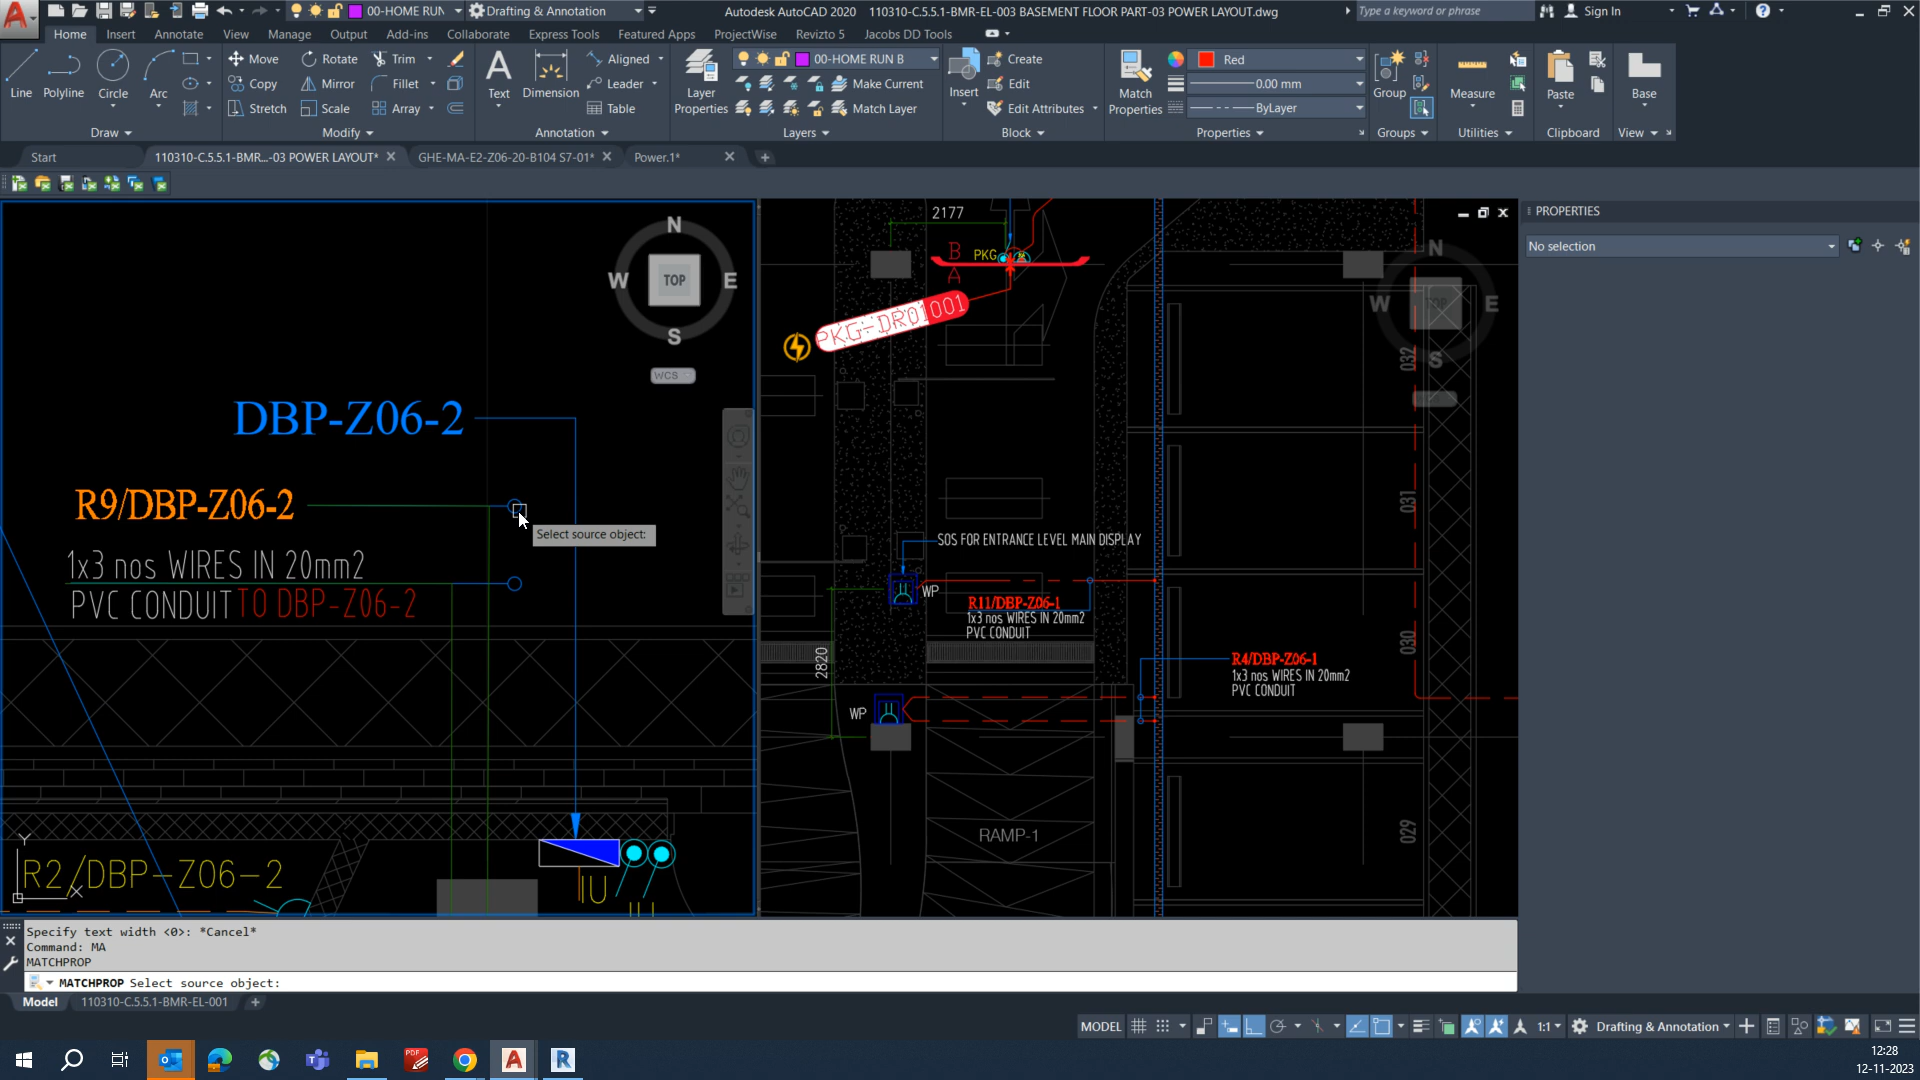 00-HOME RUN
Drafting & Annotation
Autodesk AutoCAD 2020 110310-C.5.5.1-BMR-EL-003 BASEMENT FLOOR PART-03 POWER LAYOUT.dwg
Type a keyword or phrase
Sign In
Home Insert Annotate View Manage Output Add-ins Collaborate Express Tools Featured Apps ProjectWise Revizto 5 Jacobs DD Tools
Line Polyline Circle Arc
Draw
Move Rotate Trim
Copy Mirror Fillet
Stretch Scale Array
Modify
Text Dimension
Aligned
Leader
Table
Annotation
Layer Properties
00-HOME RUN B
Make Current
Match Layer
Layers
Insert
Create
Edit
Edit Attributes
Block
Match Properties
Red
0.00 mm
ByLayer
Properties
Group
Groups
Measure
Utilities
Paste
Clipboard
Base
View
Start
110310-C.5.5.1-BMR...-03 POWER LAYOUT*
GHE-MA-E2-Z06-20-B104 S7-01*
Power.1*
N
W TOP E
S
WCS
DBP-Z06-2
R9/DBP-Z06-2
Select source object:
1x3 nos WIRES IN 20mm2
PVC CONDUIT TO DBP-Z06-2
R2/DBP-Z06-2
Y
X
IU
2177
B
A
PKG
PKG-DR01001
SOS FOR ENTRANCE LEVEL MAIN DISPLAY
WP
R11/DBP-Z06-1
1x3 nos WIRES IN 20mm2
PVC CONDUIT
2820
WP
R4/DBP-Z06-1
1x3 nos WIRES IN 20mm2
PVC CONDUIT
RAMP-1
032
031
030
029
N
W TOP E
S
PROPERTIES
No selection
Specify text width <0>: *Cancel*
Command: MA
MATCHPROP
MATCHPROP Select source object:
Model
110310-C.5.5.1-BMR-EL-001
MODEL
1:1
Drafting & Annotation
12:28
12-11-2023